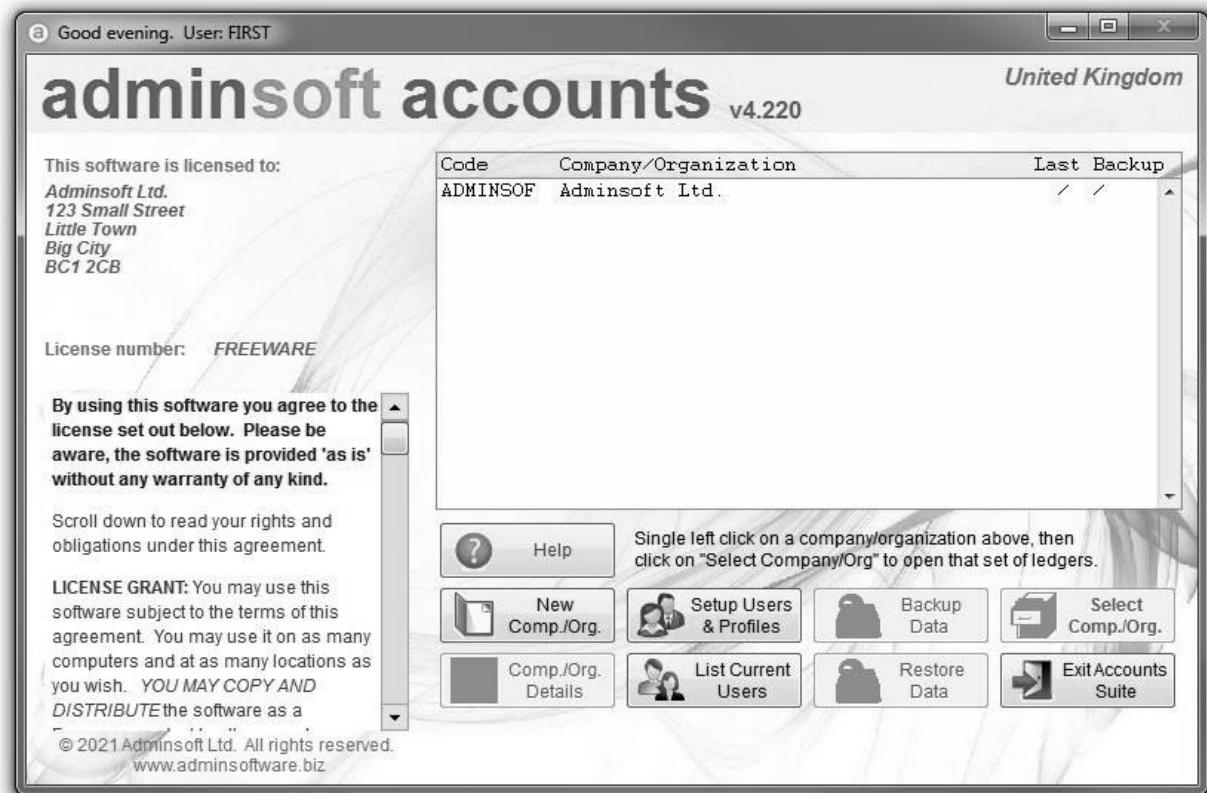 Good evening.  User: FIRST
adminsoft accounts v4.220
United Kingdom
This software is licensed to:
Adminsoft Ltd.
123 Small Street
Little Town
Big City
BC1 2CB
License number: FREEWARE
By using this software you agree to the
license set out below.  Please be
aware, the software is provided 'as is'
without any warranty of any kind.
Scroll down to read your rights and
obligations under this agreement.
LICENSE GRANT: You may use this
software subject to the terms of this
agreement.  You may use it on as many
computers and at as many locations as
you wish.  YOU MAY COPY AND
DISTRIBUTE the software as a
© 2021 Adminsoft Ltd.  All rights reserved.
www.adminsoftware.biz
Code Company/Organization Last Backup
ADMINSOF Adminsoft Ltd. / /
Help
Single left click on a company/organization above, then
click on "Select Company/Org" to open that set of ledgers.
New
Comp./Org.
Setup Users
& Profiles
Backup
Data
Select
Comp./Org.
Comp./Org.
Details
List Current
Users
Restore
Data
Exit Accounts
Suite